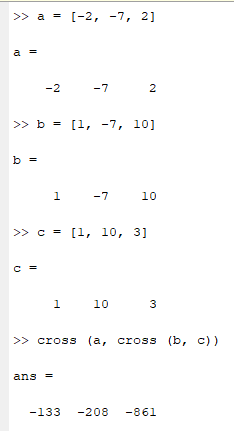 >> a = [-2, -7, 2]
a =
-2 -7 2
>> b = [1, -7, 10]
b =
1 -7 10
>> c = [1, 10, 3]
c =
1 10 3
>> cross (a, cross (b, c))
ans =
-133 -208 -861